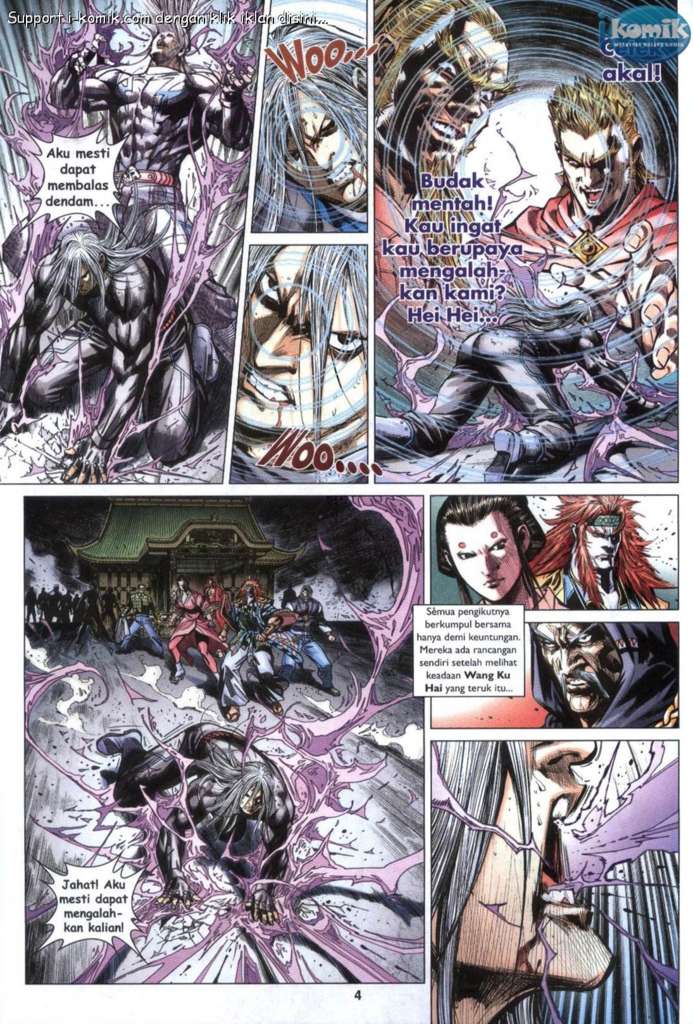 Support i-komik.com dengan klik iklan disini...
komik
Aku mesti
dapat
membalas
dendam...
Woo...
Woo....
akal!
Budak
mentah!
Kau ingat
kau berupaya
mengalah-
kan kami?
Hei Hei...
Semua pengikutnya
berkumpul bersama
hanya demi keuntungan.
Mereka ada rancangan
sendiri setelah melihat
keadaan Wang Ku
Hai yang teruk itu...
Jahat! Aku
mesti dapat
mengalah-
kan kalian!
4